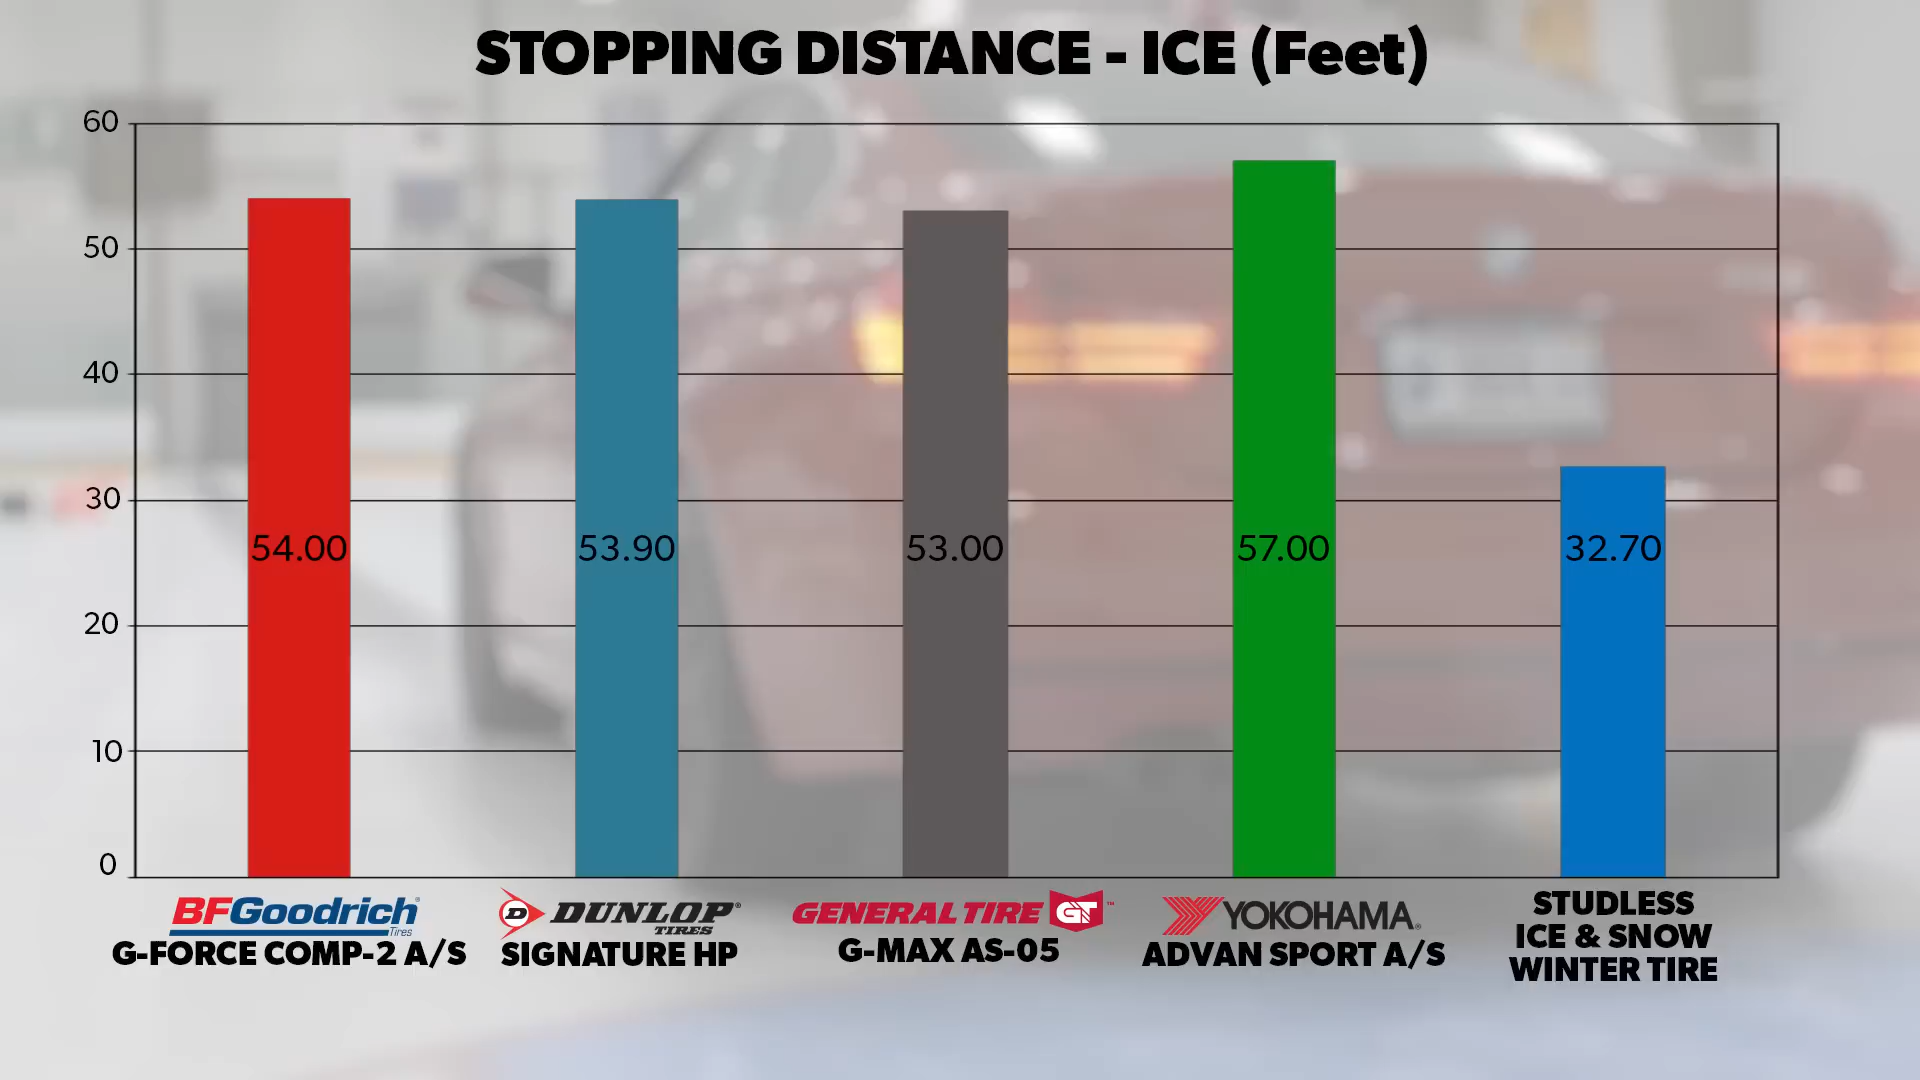 STOPPING DISTANCE - ICE (Feet)
60
50
40
30
20
10
0
54.00
53.90
53.00
57.00
32.70
BFGoodrich®
Tires
G-FORCE COMP-2 A/S
D DUNLOP®
TIRES
SIGNATURE HP
GENERAL TIRE GT™
G-MAX AS-05
YOKOHAMA®
ADVAN SPORT A/S
STUDLESS
ICE & SNOW
WINTER TIRE